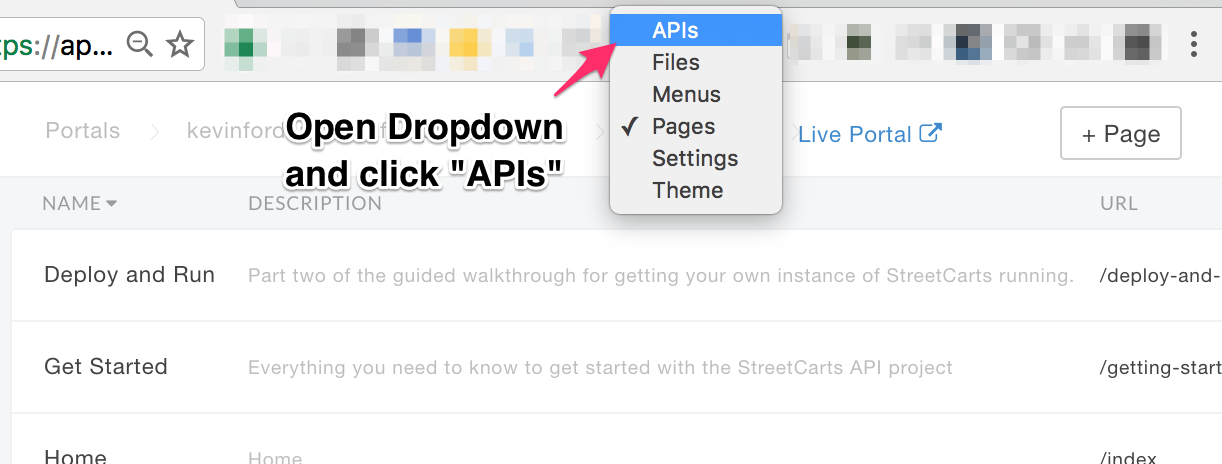 tps://ap...
APIs
Files
Menus
✓ Pages
Settings
Theme
Portals
kevinford
Live Portal
+ Page
Open Dropdown
and click "APIs"
NAME
DESCRIPTION
URL
Deploy and Run
Part two of the guided walkthrough for getting your own instance of StreetCarts running.
/deploy-and-
Get Started
Everything you need to know to get started with the StreetCarts API project
/getting-start
Home
Home
/index